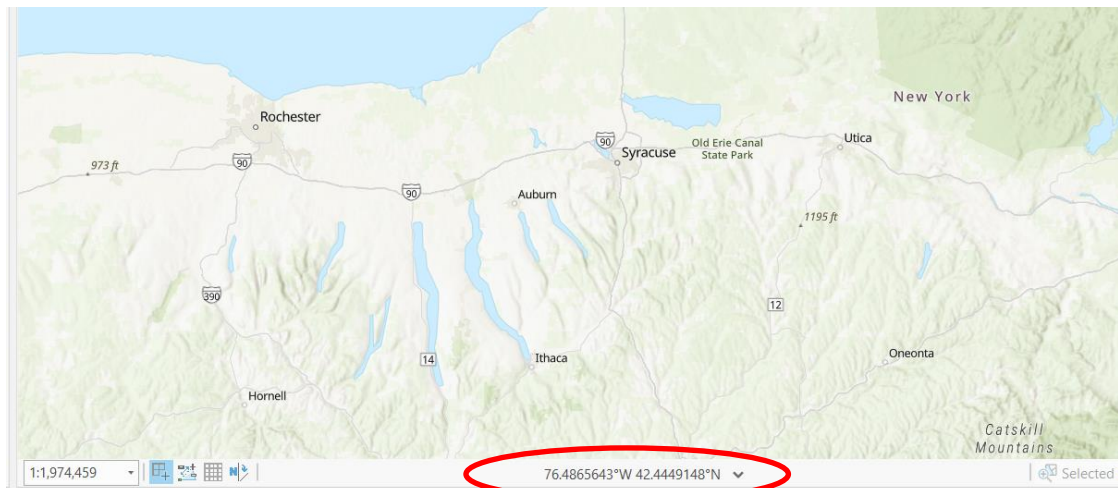 New York
Rochester
Utica
90
Old Erie Canal
State Park
Syracuse
973 ft
90
90
Auburn
1195 ft
390
12
14
Ithaca
Oneonta
Hornell
Catskill
Mountains
1:1,974,459
N
76.4865643°W 42.4449148°N
Selected